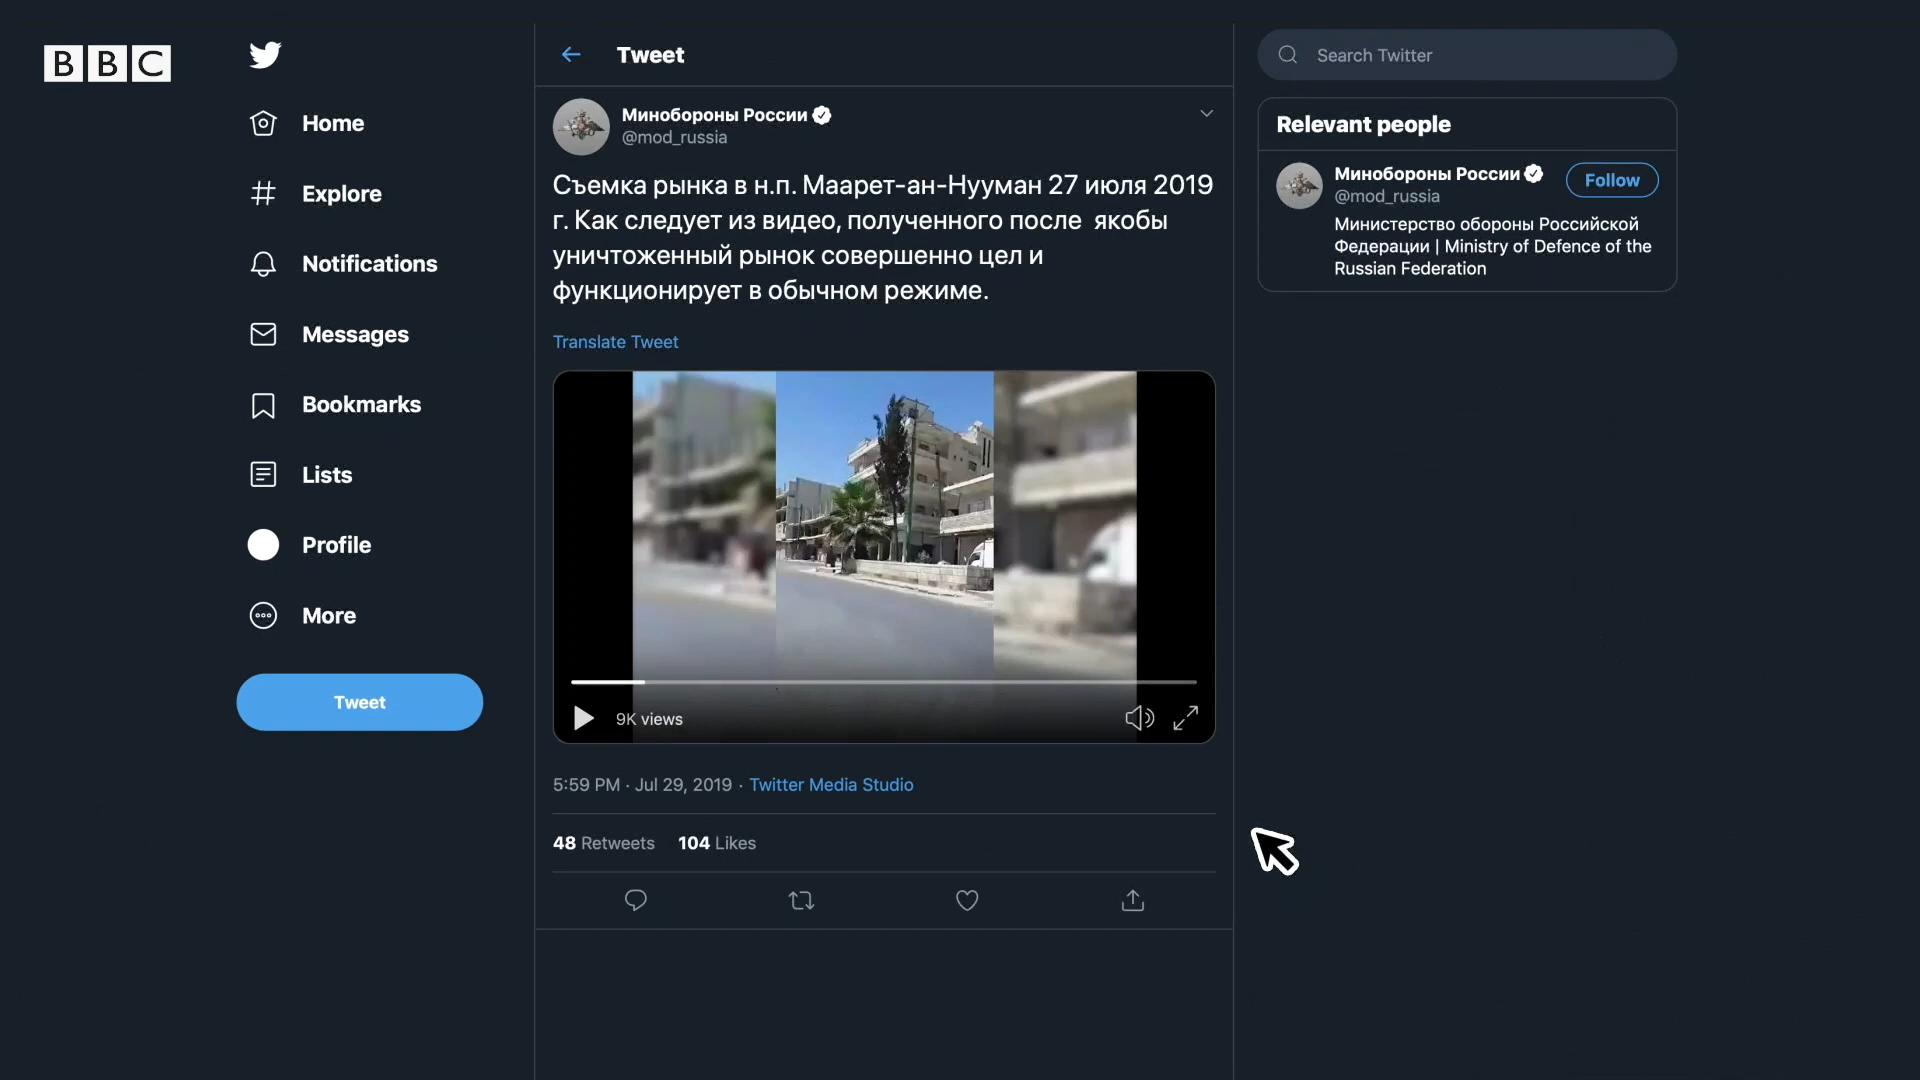 BBC
Home
Explore
Notifications
Messages
Bookmarks
Lists
Profile
More
Tweet
Tweet
Минобороны России
@mod_russia
Съемка рынка в н.п. Маарет-ан-Нууман 27 июля 2019
г. Как следует из видео, полученного после якобы
уничтоженный рынок совершенно цел и
функционирует в обычном режиме.
Translate Tweet
9K views
5:59 PM · Jul 29, 2019 · Twitter Media Studio
48 Retweets 104 Likes
Search Twitter
Relevant people
Минобороны России
Follow
@mod_russia
Министерство обороны Российской
Федерации | Ministry of Defence of the
Russian Federation